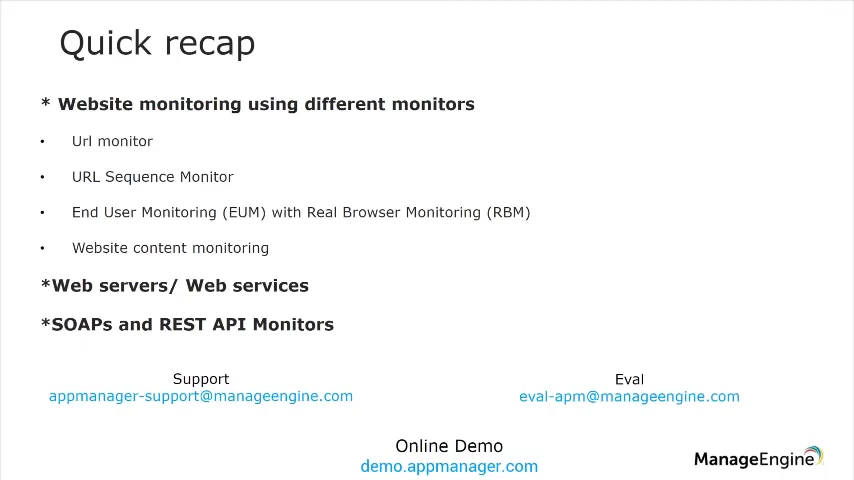 Quick recap
* Website monitoring using different monitors
• Url monitor
• URL Sequence Monitor
• End User Monitoring (EUM) with Real Browser Monitoring (RBM)
• Website content monitoring
*Web servers/ Web services
*SOAPs and REST API Monitors
Support
appmanager-support@manageengine.com
Eval
eval-apm@manageengine.com
Online Demo
demo.appmanager.com
ManageEngine